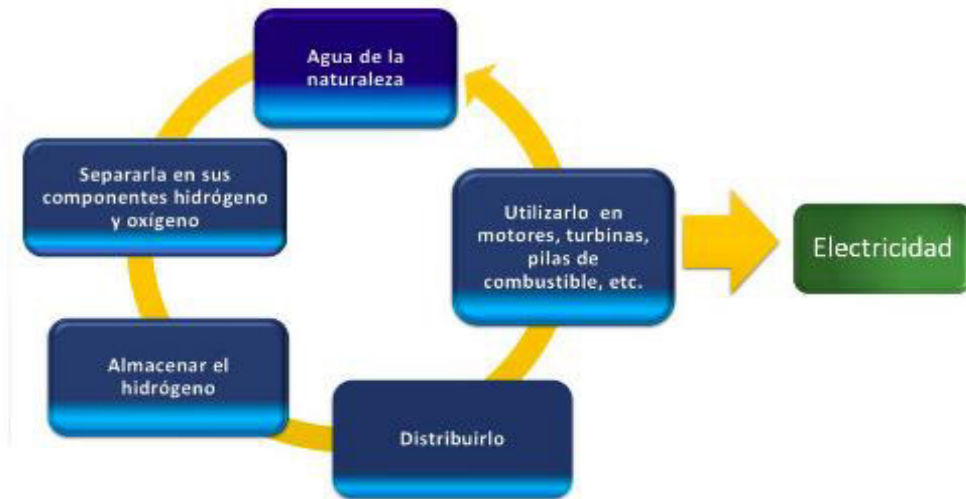 Agua de la
naturaleza
Separarla en sus
componentes hidrógeno
y oxígeno
Almacenar el
hidrógeno
Distribuirlo
Utilizarlo en
motores, turbinas,
pilas de
combustible, etc.
Electricidad